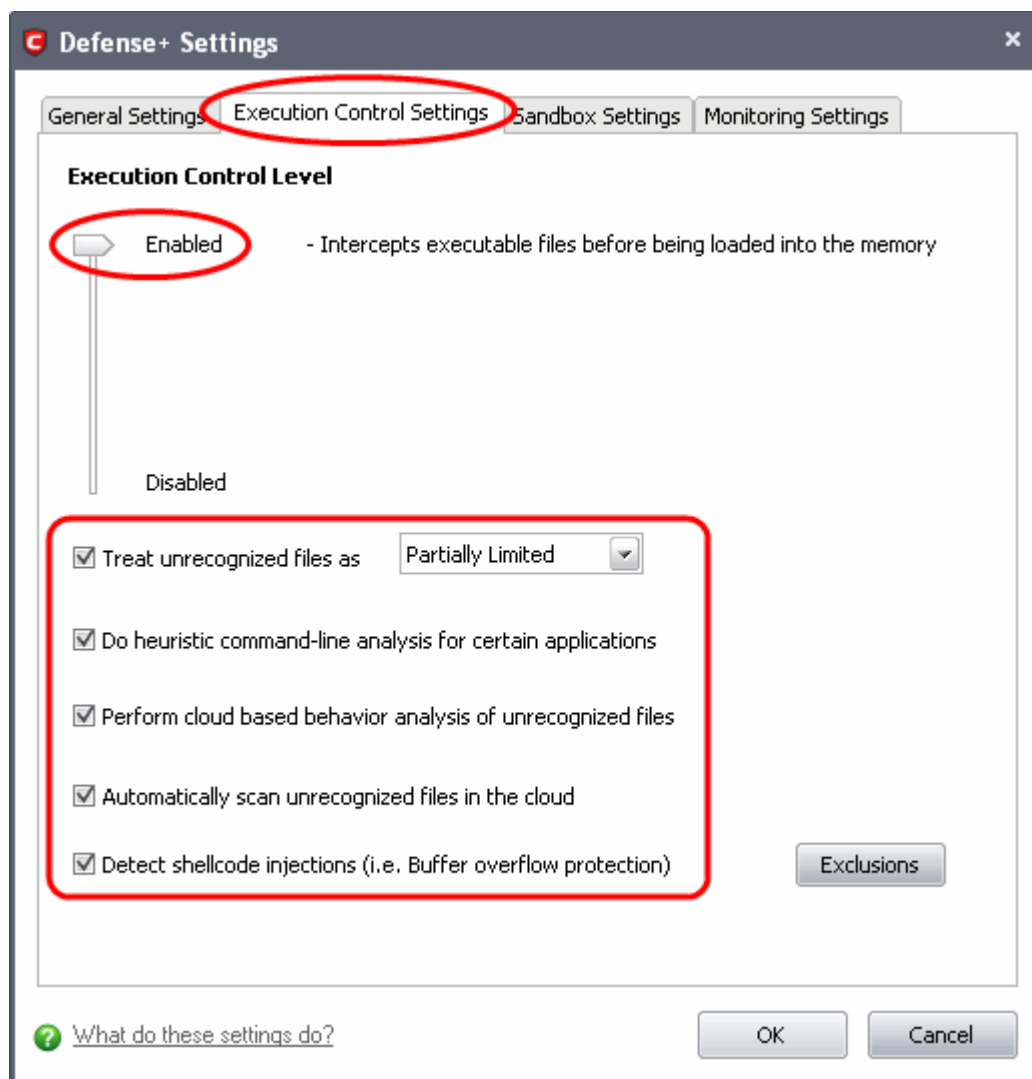 Defense+ Settings
General Settings
Execution Control Settings
Sandbox Settings
Monitoring Settings
Execution Control Level
Enabled
- Intercepts executable files before being loaded into the memory
Disabled
Treat unrecognized files as
Partially Limited
Do heuristic command-line analysis for certain applications
Perform cloud based behavior analysis of unrecognized files
Automatically scan unrecognized files in the cloud
Detect shellcode injections (i.e. Buffer overflow protection)
Exclusions
What do these settings do?
OK
Cancel